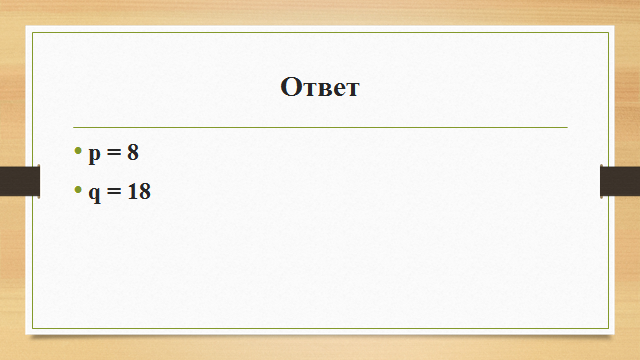 Ответ
• p = 8
• q = 18